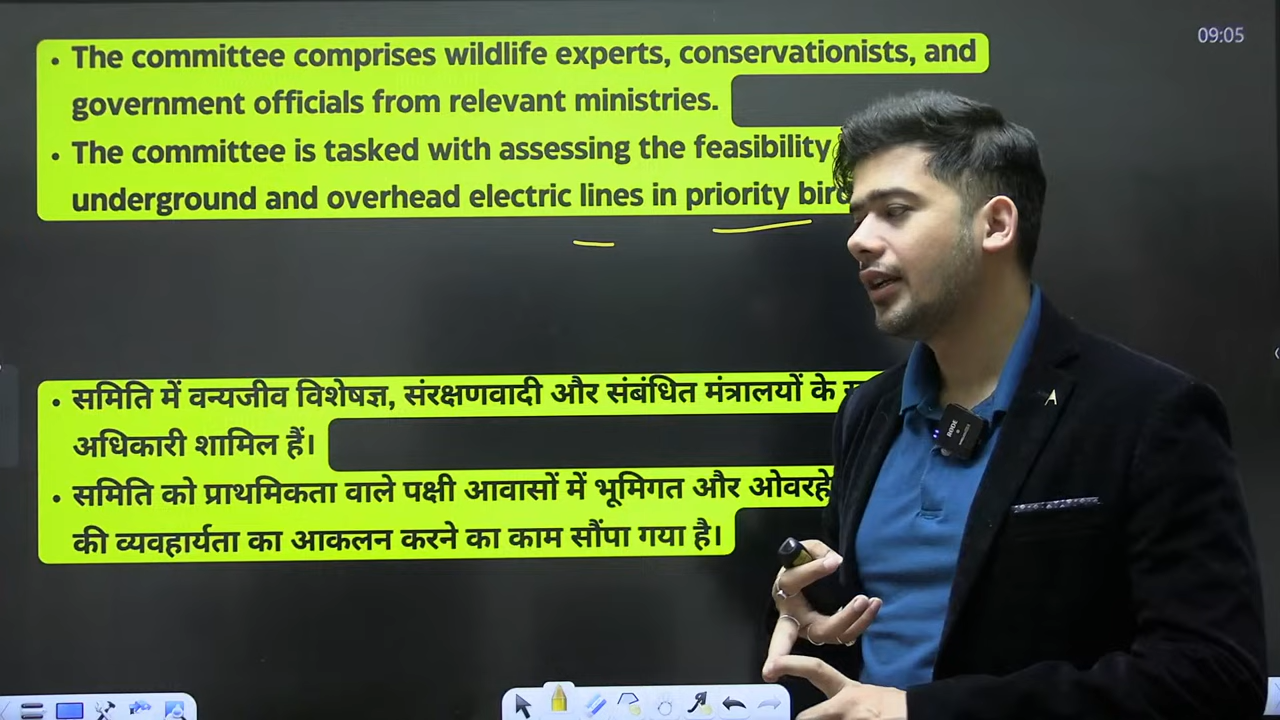 09:05
• The committee comprises wildlife experts, conservationists, and
government officials from relevant ministries.
• The committee is tasked with assessing the feasibility
underground and overhead electric lines in priority
• समिति में वन्यजीव विशेषज्ञ, संरक्षणवादी और संबंधित मंत्रालयों के
अधिकारी शामिल हैं।
• समिति को प्राथमिकता वाले पक्षी आवासों में भूमिगत और
की व्यवहार्यता का आकलन करने का काम सौंपा गया है।
RODE